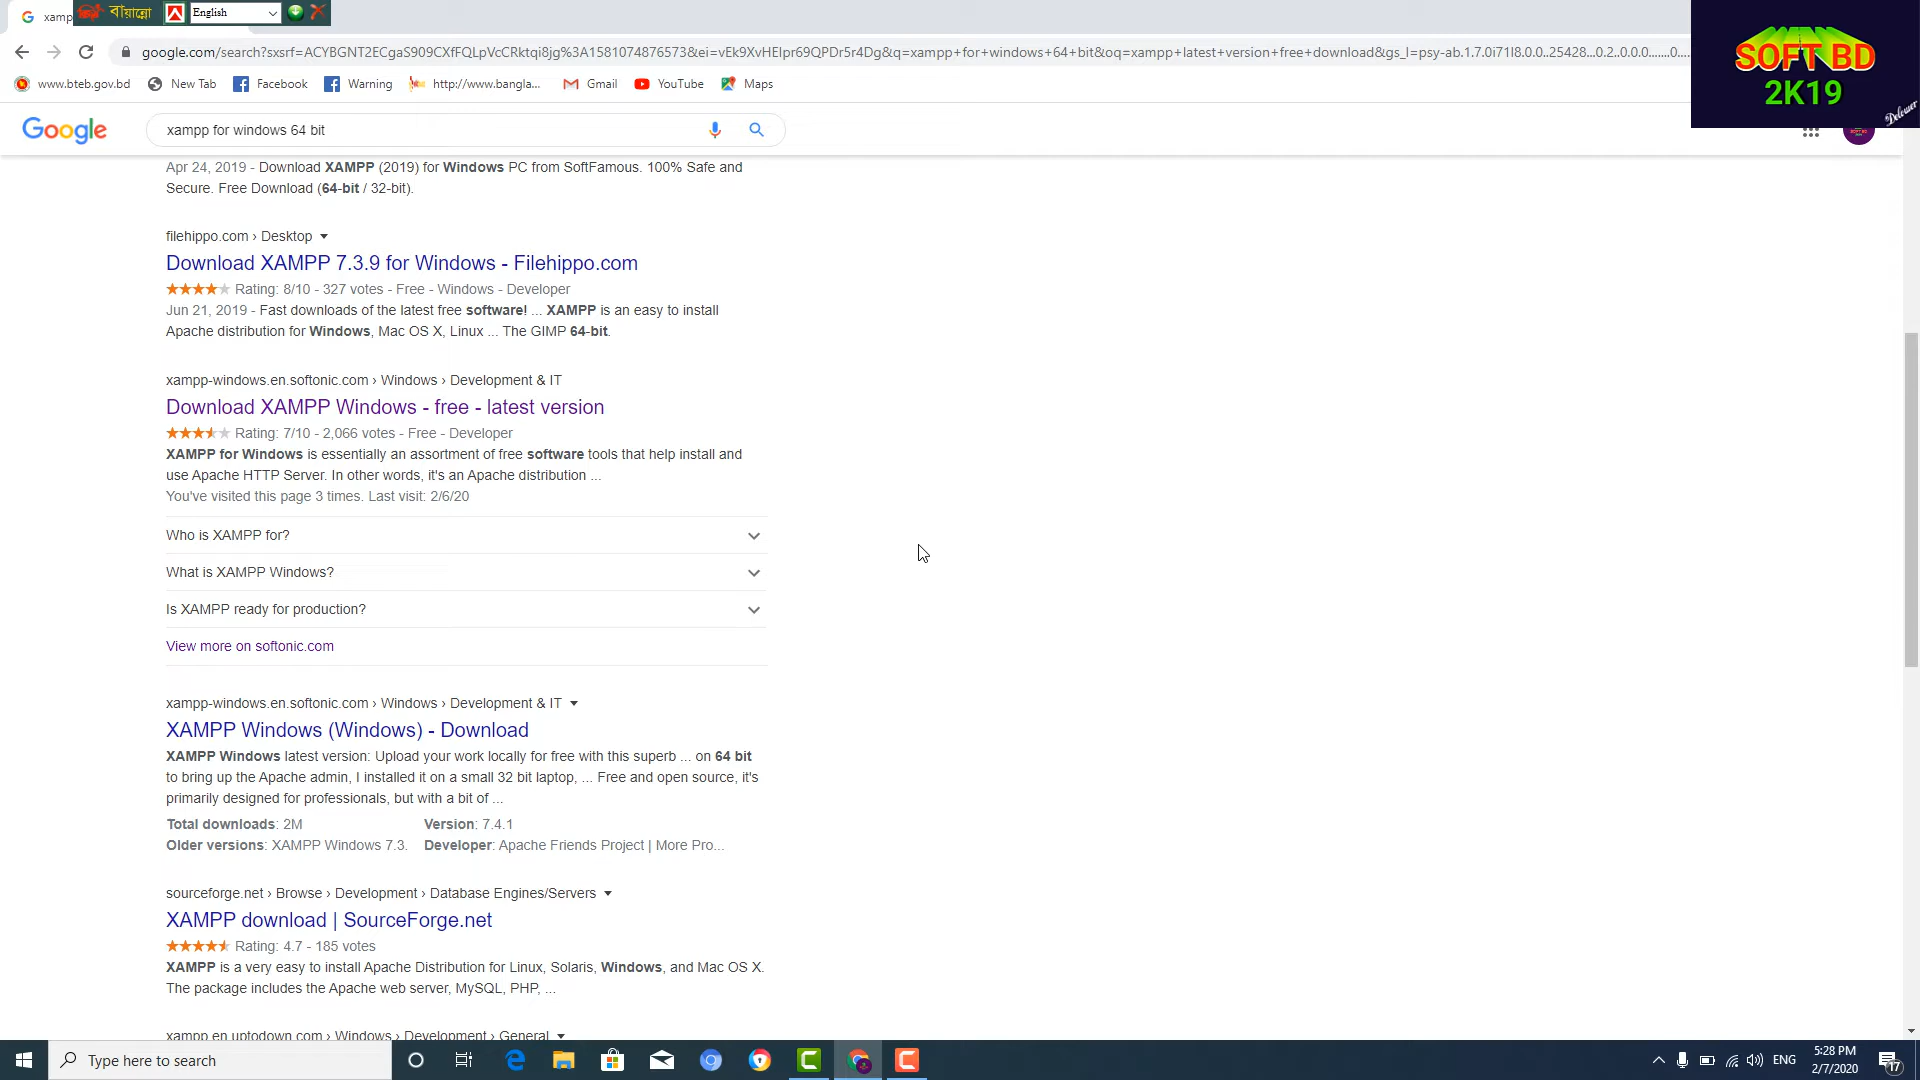 xamp
বায়ান্নো
English
google.com/search?sxsrf=ACYBGNT2ECgaS909CXfFQLpVcCRktqi8jg%3A1581074876573&ei=vEk9XvHEIpr69QPDr5r4Dg&q=xampp+for+windows+64+bit&oq=xampp+latest+version+free+download&gs_l=psy-ab.1.7.0i71l8.0.0..25428...0.2..0.0.0.......0...
www.bteb.gov.bd New Tab Facebook Warning http://www.bangla... Gmail YouTube Maps
SOFT BD
2K19
Delower
Google xampp for windows 64 bit
Apr 24, 2019 - Download XAMPP (2019) for Windows PC from SoftFamous. 100% Safe and
Secure. Free Download (64-bit / 32-bit).
filehippo.com › Desktop
Download XAMPP 7.3.9 for Windows - Filehippo.com
Rating: 8/10 - 327 votes - Free - Windows - Developer
Jun 21, 2019 - Fast downloads of the latest free software! ... XAMPP is an easy to install
Apache distribution for Windows, Mac OS X, Linux ... The GIMP 64-bit.
xampp-windows.en.softonic.com › Windows › Development & IT
Download XAMPP Windows - free - latest version
Rating: 7/10 - 2,066 votes - Free - Developer
XAMPP for Windows is essentially an assortment of free software tools that help install and
use Apache HTTP Server. In other words, it's an Apache distribution ...
You've visited this page 3 times. Last visit: 2/6/20
Who is XAMPP for?
What is XAMPP Windows?
Is XAMPP ready for production?
View more on softonic.com
xampp-windows.en.softonic.com › Windows › Development & IT
XAMPP Windows (Windows) - Download
XAMPP Windows latest version: Upload your work locally for free with this superb ... on 64 bit
to bring up the Apache admin, I installed it on a small 32 bit laptop, ... Free and open source, it's
primarily designed for professionals, but with a bit of ...
Total downloads: 2M Version: 7.4.1
Older versions: XAMPP Windows 7.3. Developer: Apache Friends Project | More Pro...
sourceforge.net › Browse › Development › Database Engines/Servers
XAMPP download | SourceForge.net
Rating: 4.7 - 185 votes
XAMPP is a very easy to install Apache Distribution for Linux, Solaris, Windows, and Mac OS X.
The package includes the Apache web server, MySQL, PHP, ...
xampp.en.uptodown.com › Windows › Development › General
Type here to search
ENG
5:28 PM
2/7/2020
17